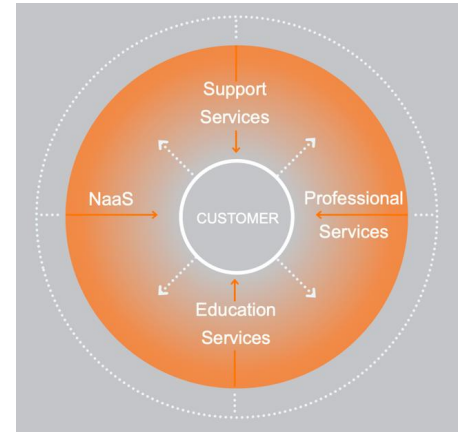 Support
Services
NaaS
Professional
Services
CUSTOMER
Education
Services